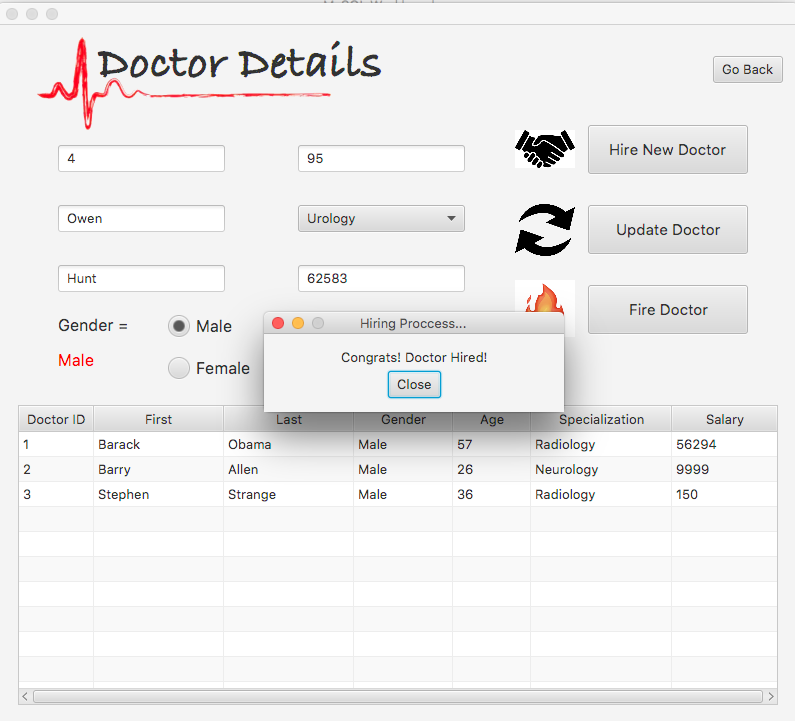 Doctor Details
Go Back
4
95
Hire New Doctor
Owen
Urology
Update Doctor
Hunt
62583
Fire Doctor
Gender =
Male
Male
Female
Hiring Proccess...
Congrats! Doctor Hired!
Close
Doctor ID First Last Gender Age Specialization Salary
1 Barack Obama Male 57 Radiology 56294
2 Barry Allen Male 26 Neurology 9999
3 Stephen Strange Male 36 Radiology 150